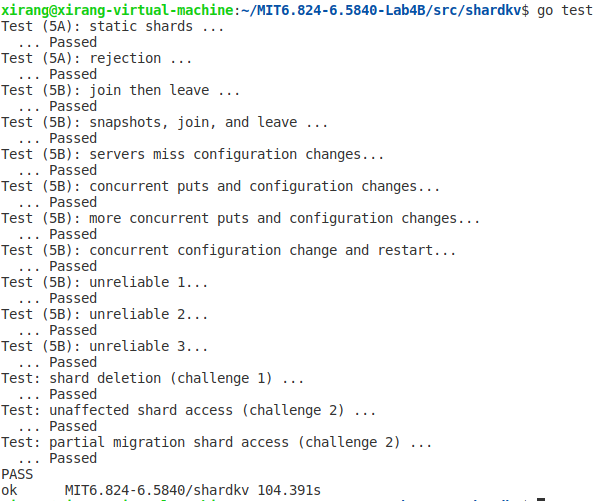 xirang@xirang-virtual-machine:~/MIT6.824-6.5840-Lab4B/src/shardkv$ go test
Test (5A): static shards ...
  ... Passed
Test (5A): rejection ...
  ... Passed
Test (5B): join then leave ...
  ... Passed
Test (5B): snapshots, join, and leave ...
  ... Passed
Test (5B): servers miss configuration changes...
  ... Passed
Test (5B): concurrent puts and configuration changes...
  ... Passed
Test (5B): more concurrent puts and configuration changes...
  ... Passed
Test (5B): concurrent configuration change and restart...
  ... Passed
Test (5B): unreliable 1...
  ... Passed
Test (5B): unreliable 2...
  ... Passed
Test (5B): unreliable 3...
  ... Passed
Test: shard deletion (challenge 1) ...
  ... Passed
Test: unaffected shard access (challenge 2) ...
  ... Passed
Test: partial migration shard access (challenge 2) ...
  ... Passed
PASS
ok      MIT6.824-6.5840/shardkv 104.391s